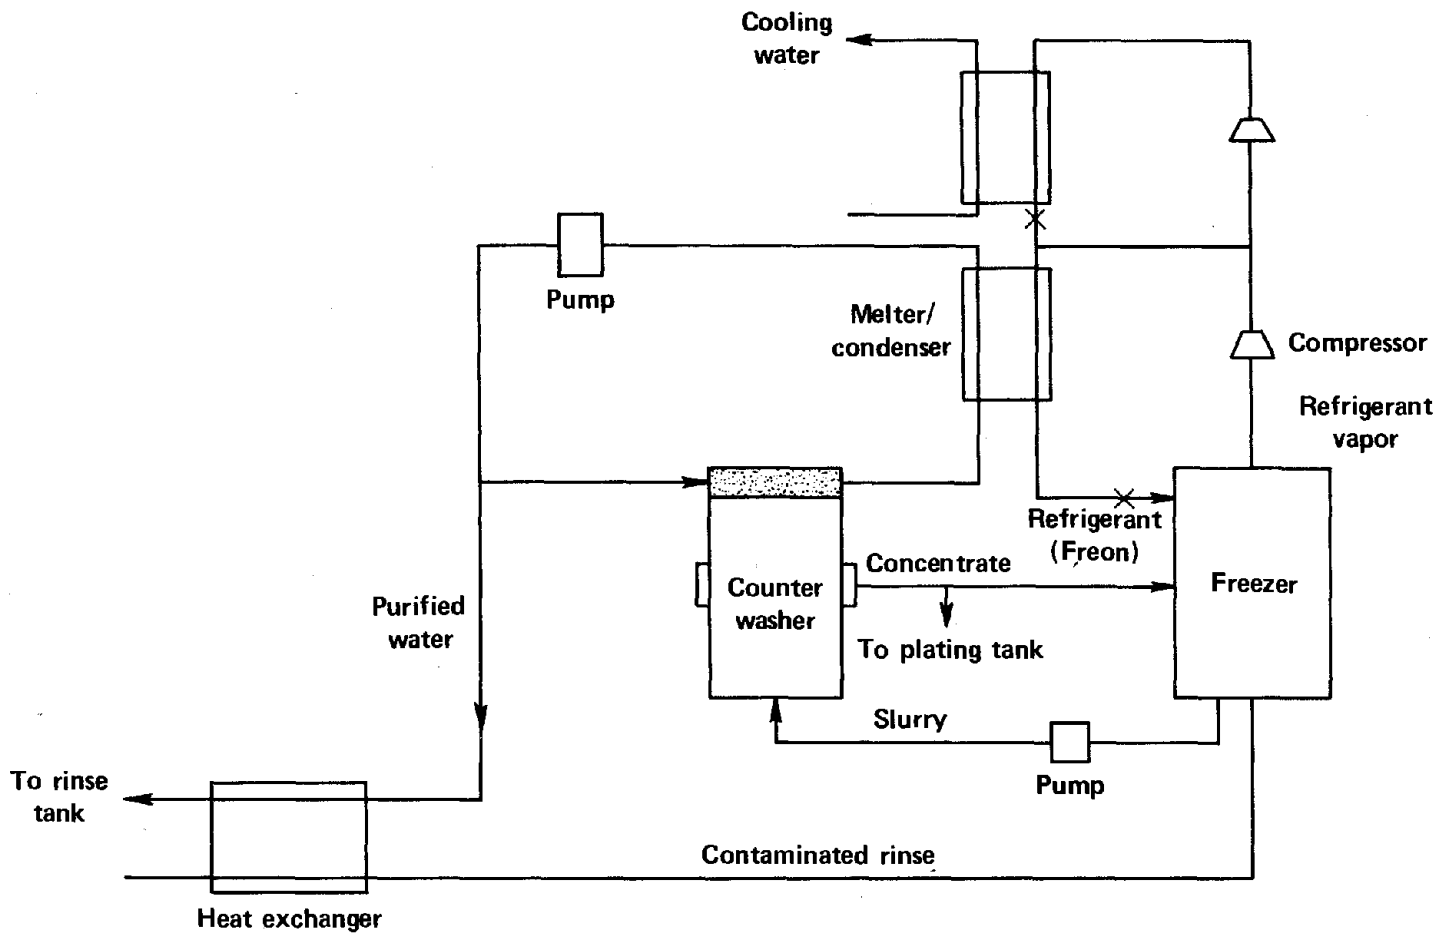 Cooling
water
Pump
Melter/
condenser
Compressor
Refrigerant
vapor
Refrigerant
(Freon)
Concentrate
Counter
washer
Freezer
Purified
water
To plating tank
Slurry
Pump
To rinse
tank
Contaminated rinse
Heat exchanger